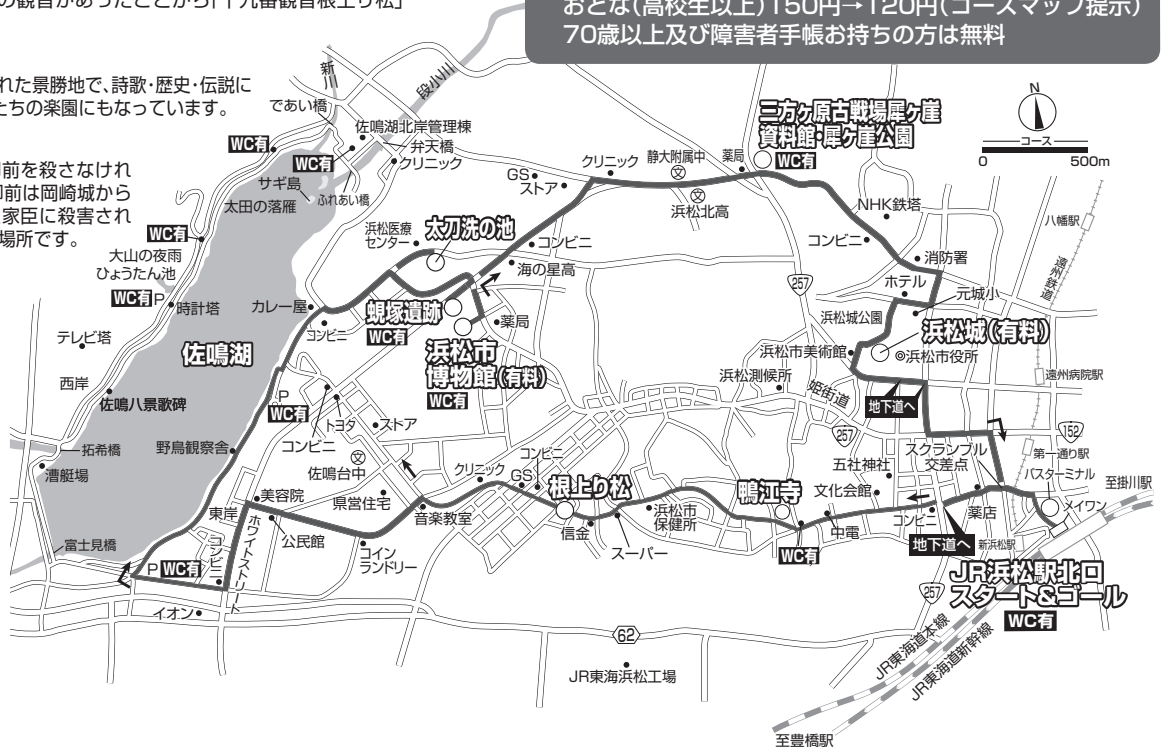 の観音があったことから「十九番観音根上り松」
おとな(高校生以上)150円→120円(コースマップ提示)
70歳以上及び障害者手帳お持ちの方は無料
れた景勝地で、詩歌・歴史・伝説に
たちの楽園にもなっています。
御前を殺さなけれ
御前は岡崎城から
家臣に殺害され
場所です。
新川
段小川
であい橋
佐鳴湖北岸管理棟
弁天橋
クリニック
WC有
WC有
サギ島
ふれあい橋
太田の落雁
WC有
大山の夜雨
ひょうたん池
WC有P
時計塔
カレー屋
テレビ塔
佐鳴湖
西岸
佐鳴八景歌碑
拓希橋
漕艇場
野鳥観察舎
富士見橋
浜松医療
センター
太刀洗の池
コンビニ
海の星高
蜆塚遺跡
WC有
薬局
コンビニ
浜松市
博物館(有料)
WC有
GS
ストア
クリニック
静大附属中
文
文
浜松北高
薬局
三方ヶ原古戦場犀ヶ崖
資料館・犀ヶ崖公園
WC有
N
コース
0
500m
NHK鉄塔
コンビニ
八幡駅
遠州鉄道
消防署
257
ホテル
元城小
浜松城公園
浜松城(有料)
浜松市美術館
浜松市役所
浜松測候所
姫街道
遠州病院駅
地下道へ
257
152
スクランブル
交差点
第一通り駅
バスターミナル
至掛川駅
五社神社
メイワン
文化会館
コンビニ
薬店
中電
地下道へ
新浜松駅
JR浜松駅北口
スタート&ゴール
WC有
257
鴨江寺
WC有
浜松市
保健所
スーパー
根上り松
信金
コンビニ
GS
クリニック
音楽教室
P
WC有
コンビニ
トヨタ
ストア
文
佐鳴台中
県営住宅
美容院
東岸
ホワイトストリート
公民館
コイン
ランドリー
コンビニ
P WC有
イオン
62
JR東海浜松工場
JR東海道本線
JR東海道新幹線
至豊橋駅